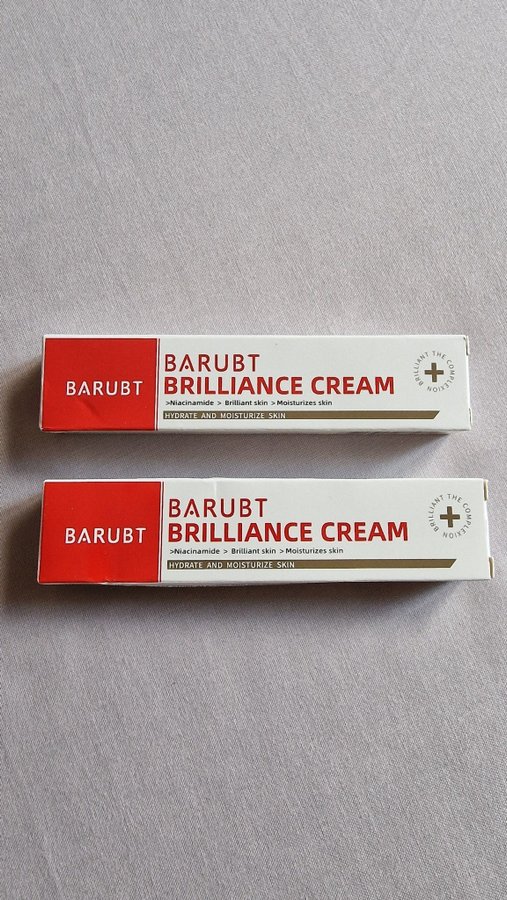 BARUBT
BARUBT
BRILLIANCE CREAM
>Niacinamide > Brilliant skin >Moisturizes skin
HYDRATE AND MOISTURIZE SKIN
BRILLIANT THE COMPLEXION
BARUBT
BARUBT
BRILLIANCE CREAM
>Niacinamide > Brilliant skin >Moisturizes skin
HYDRATE AND MOISTURIZE SKIN
BRILLIANT THE COMPLEXION